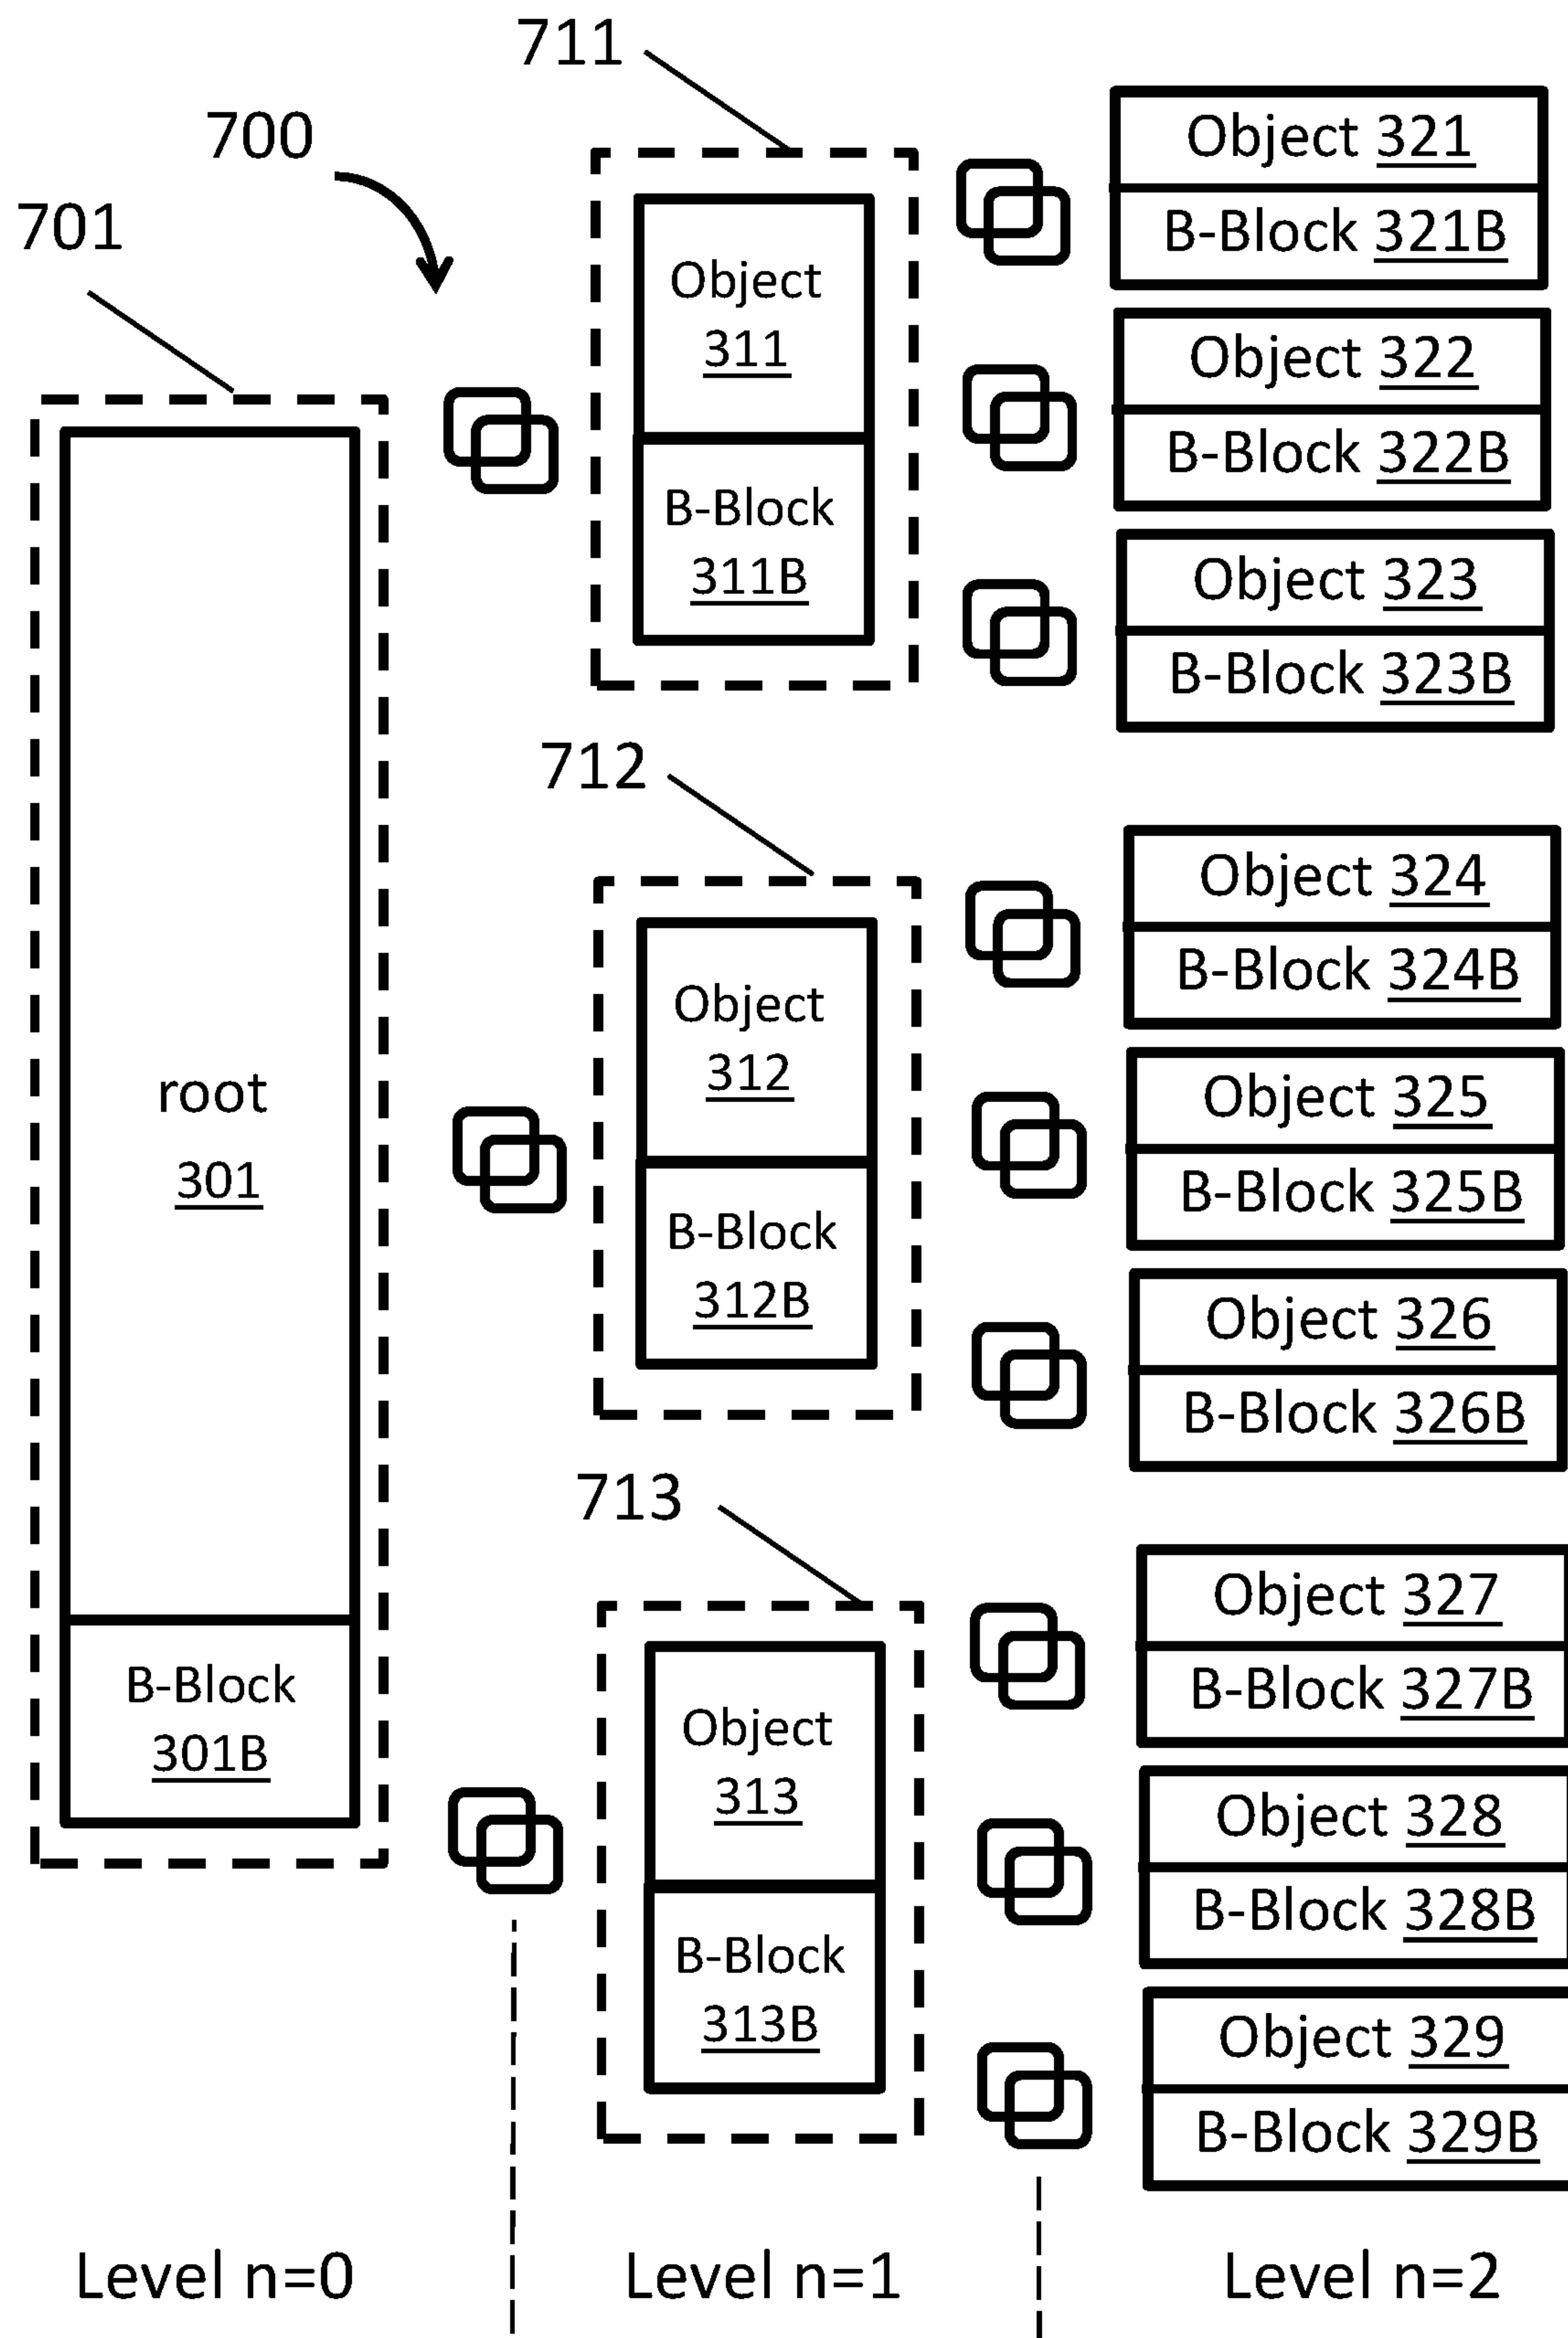 711
700
701
Object 311
B-Block
311B
Object 321
B-Block 321B
Object 322
B-Block 322B
Object 323
B-Block 323B
712
Object
312
B-Block
312B
Object 324
B-Block 324B
Object 325
B-Block 325B
Object 326
B-Block 326B
root
301
B-Block
301B
713
Object
313
B-Block
313B
Object 327
B-Block 327B
Object 328
B-Block 328B
Object 329
B-Block 329B
Level n=0
Level n=1
Level n=2